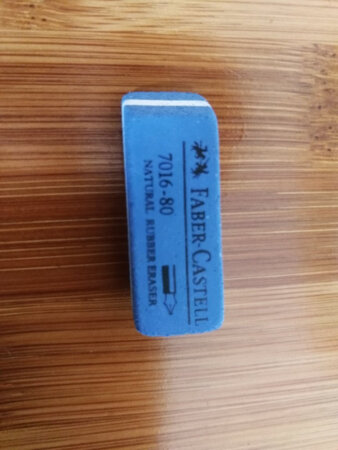 FABER-CASTELL
7016-80
NATURAL RUBBER ERASER